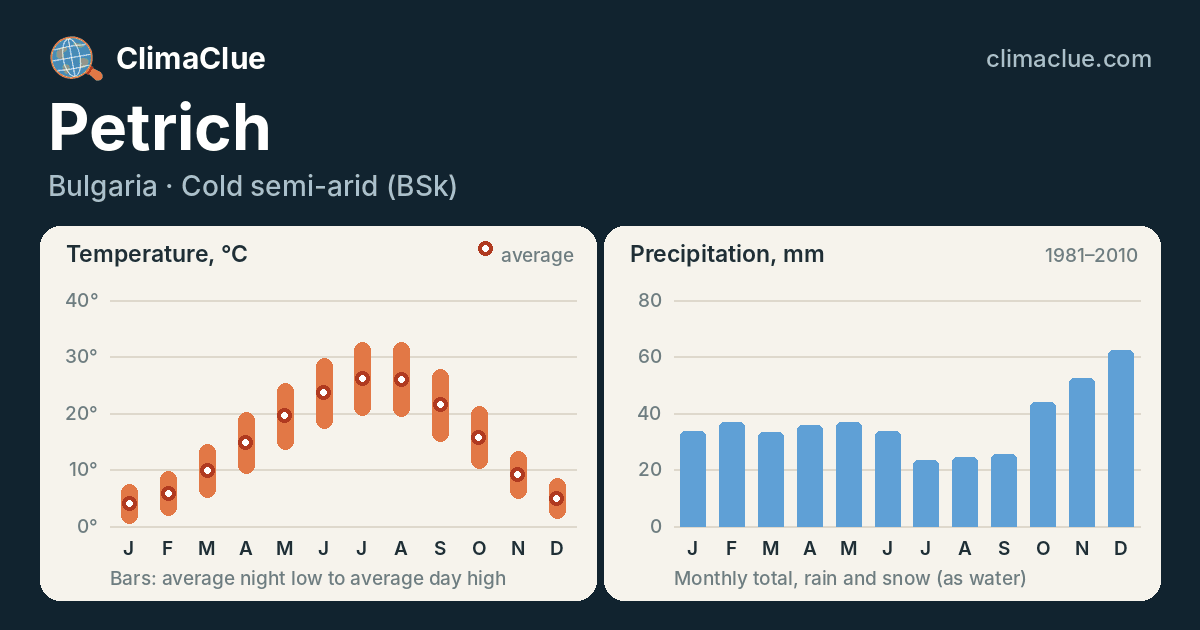 ClimaClue
climaclue.com
Petrich
Bulgaria · Cold semi-arid (BSk)
Temperature, °C
average
40°
30°
20°
10°
0°
J F M A M J J A S O N D
Bars: average night low to average day high
Precipitation, mm
1981–2010
80
60
40
20
0
J F M A M J J A S O N D
Monthly total, rain and snow (as water)